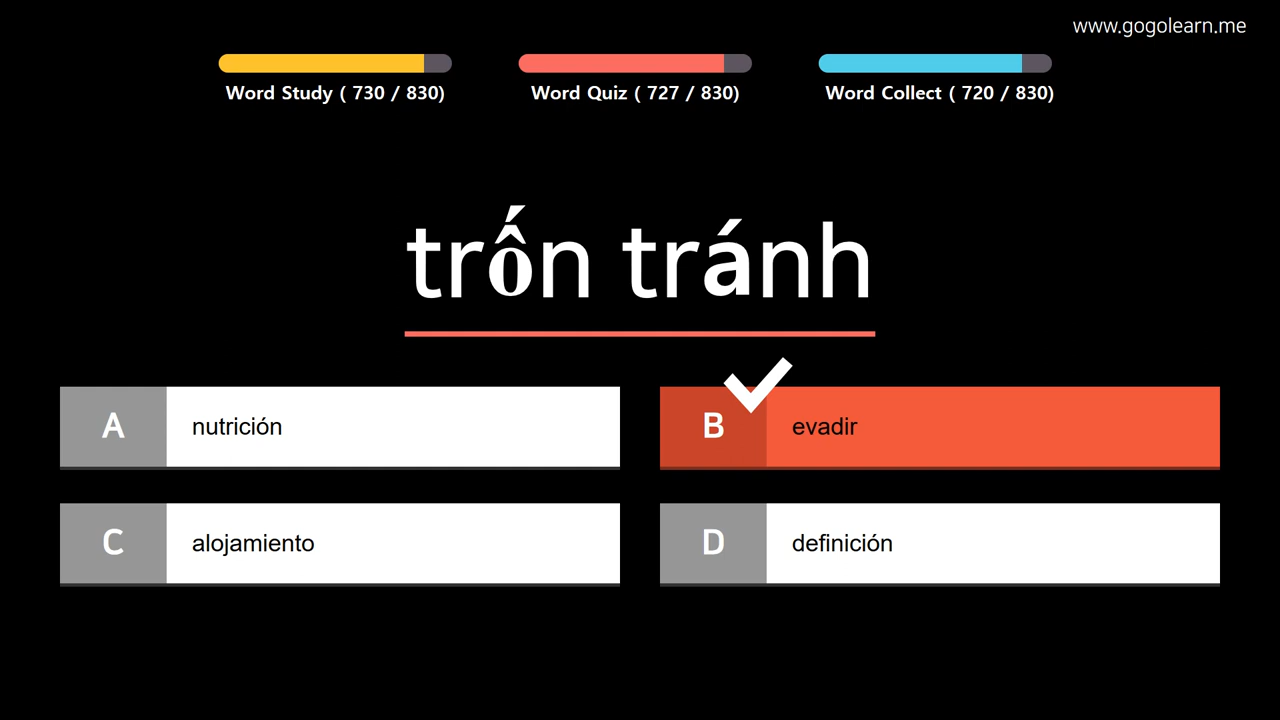 www.gogolearn.me
Word Study ( 730 / 830)
Word Quiz ( 727 / 830)
Word Collect ( 720 / 830)
trốn tránh
A nutrición
B evadir
C alojamiento
D definición